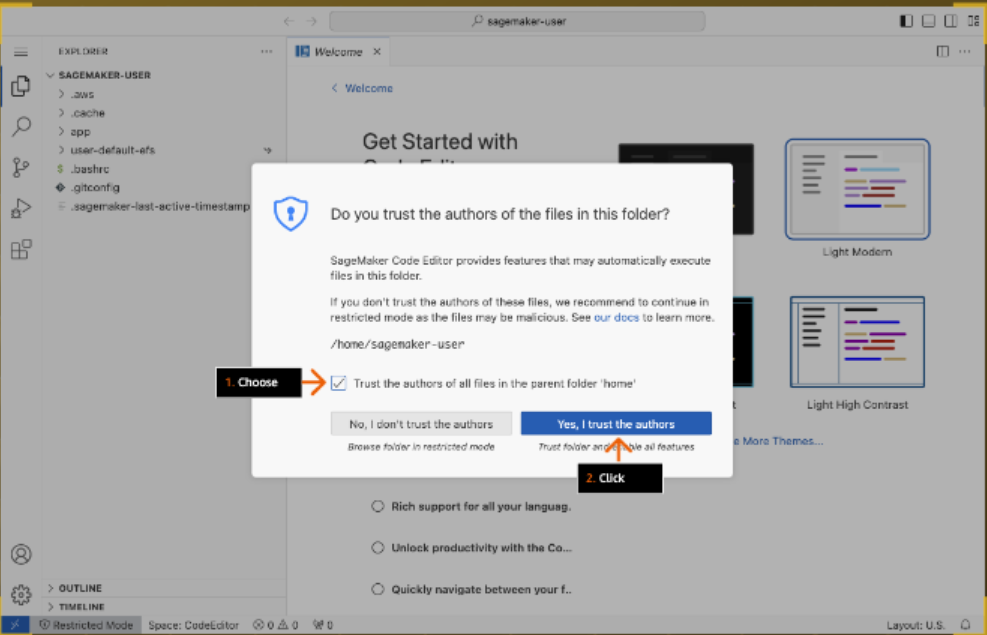 sagemaker-user
EXPLORER
Welcome
SAGEMAKER-USER
.aws
.cache
app
user-default-efs
.bashrc
.gitconfig
.sagemaker-last-active-timestamp
Welcome
Get Started with
Light Modern
Do you trust the authors of the files in this folder?
SageMaker Code Editor provides features that may automatically execute
files in this folder.
If you don't trust the authors of these files, we recommend to continue in
restricted mode as the files may be malicious. See our docs to learn more.
/home/sagemaker-user
1. Choose
Trust the authors of all files in the parent folder 'home'
Light High Contrast
No, I don't trust the authors
Yes, I trust the authors
Browse folder in restricted mode
Trust folder and enable all features
More Themes...
2. Click
Rich support for all your languag.
Unlock productivity with the Co...
Quickly navigate between your f..
OUTLINE
TIMELINE
Restricted Mode
Space: CodeEditor
0
0
0
Layout: U.S.